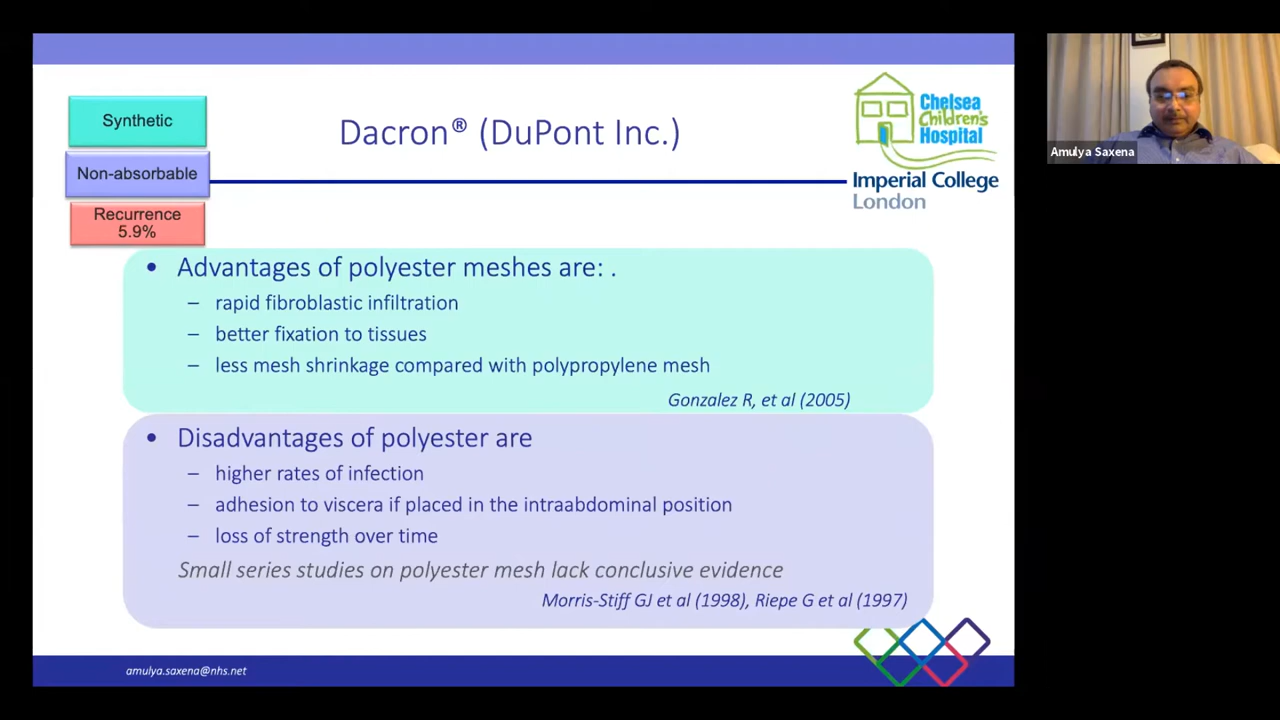 Synthetic
Non-absorbable
Recurrence
5.9%
Dacron® (DuPont Inc.)
Chelsea
Children's
Hospital
Imperial College
London
Amulya Saxena
• Advantages of polyester meshes are: .
– rapid fibroblastic infiltration
– better fixation to tissues
– less mesh shrinkage compared with polypropylene mesh
Gonzalez R, et al (2005)
• Disadvantages of polyester are
– higher rates of infection
– adhesion to viscera if placed in the intraabdominal position
– loss of strength over time
Small series studies on polyester mesh lack conclusive evidence
Morris-Stiff GJ et al (1998), Riepe G et al (1997)
amulya.saxena@nhs.net